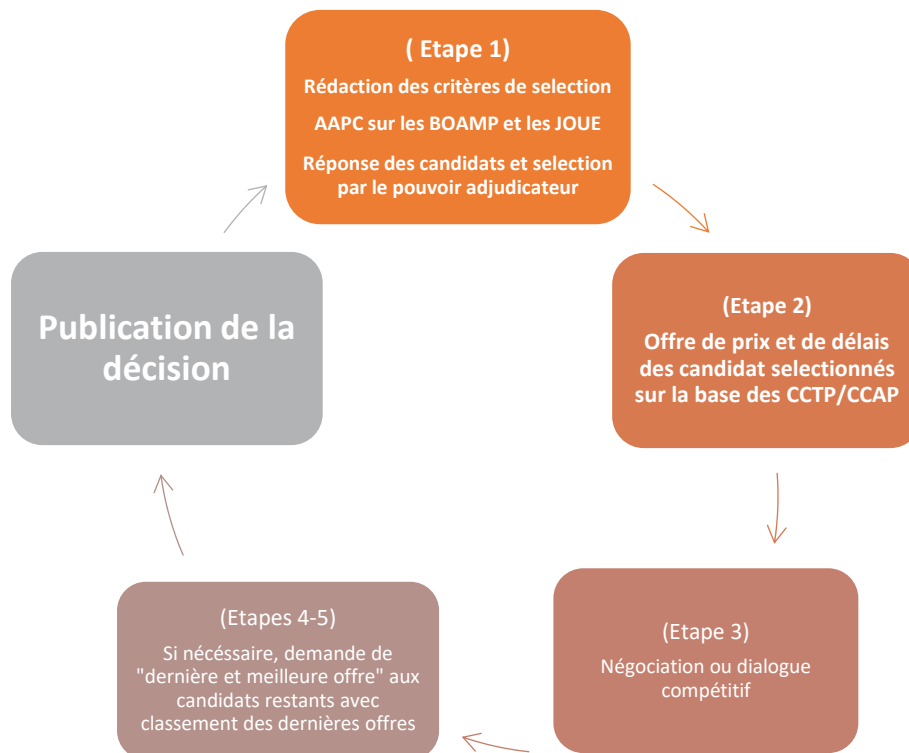 ( Etape 1)
Rédaction des critères de selection
AAPC sur les BOAMP et les JOUE
Réponse des candidats et selection
par le pouvoir adjudicateur
(Etape 2)
Offre de prix et de délais
des candidat selectionnés
sur la base des CCTP/CCAP
(Etape 3)
Négociation ou dialogue
compétitif
(Etapes 4-5)
Si nécéssaire, demande de
"dernière et meilleure offre" aux
candidats restants avec
classement des dernières offres
Publication de la
décision